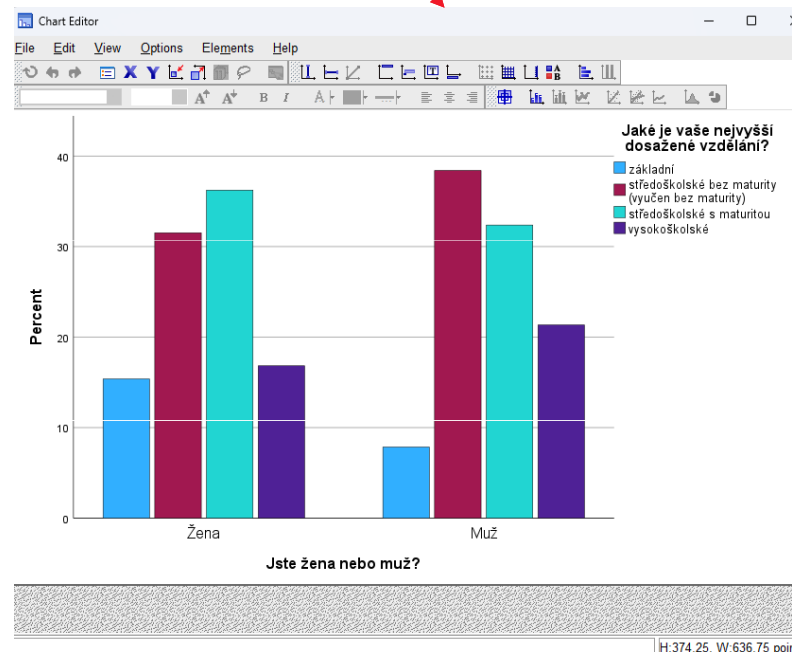 Chart Editor
File Edit View Options Elements Help
X Y
A B I A
Jaké je vaše nejvyšší
dosažené vzdělání?
základní
středoškolské bez maturity
(vyučen bez maturity)
středoškolské s maturitou
vysokoškolské
40
30
20
10
0
Percent
Žena Muž
Jste žena nebo muž?
H:374.25, W:636.75